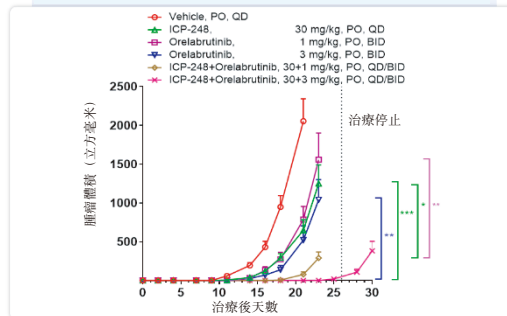 Vehicle, PO, QD
ICP-248, 30 mg/kg, PO, QD
Orelabrutinib, 1 mg/kg, PO, BID
Orelabrutinib, 3 mg/kg, PO, BID
ICP-248+Orelabrutinib, 30+1 mg/kg, PO, QD/BID
ICP-248+Orelabrutinib, 30+3 mg/kg, PO, QD/BID
腫瘤體積（立方毫米）
2500
2000
1500
1000
500
治療停止
** *** * **
0 5 10 15 20 25 30
治療後天數